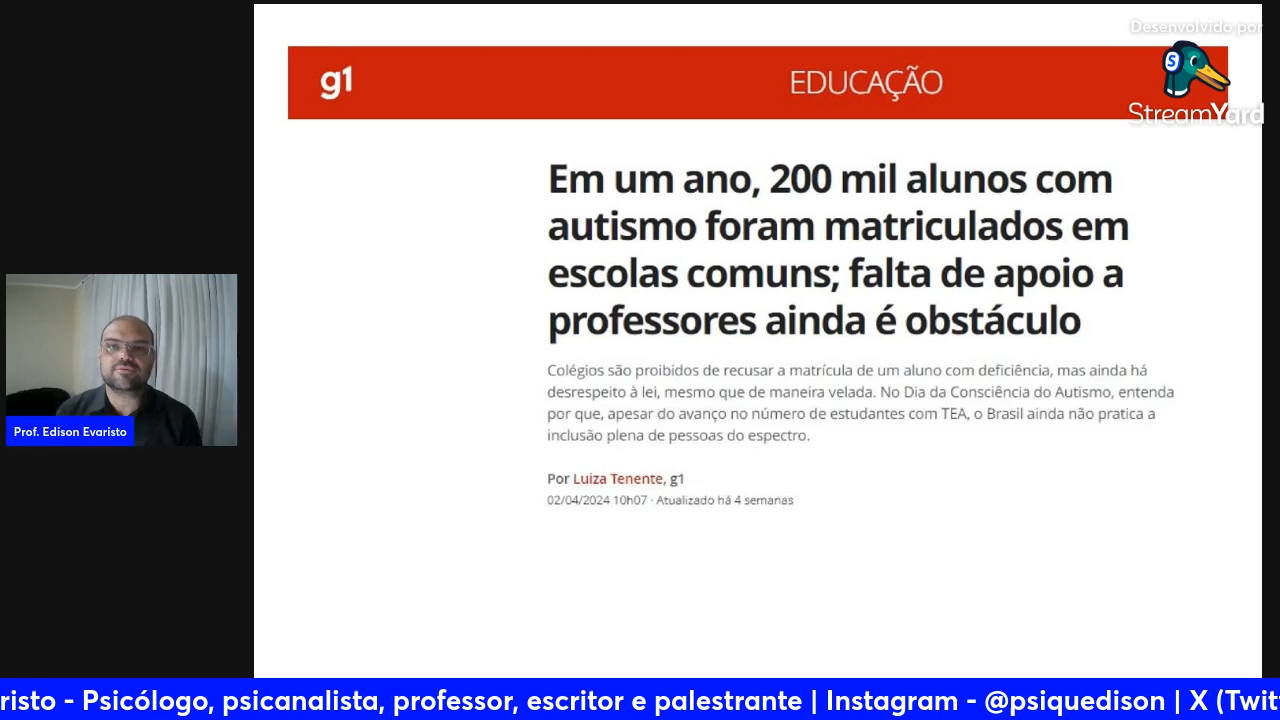 Desenvolvido por
StreamYard
g1
EDUCAÇÃO
Em um ano, 200 mil alunos com
autismo foram matriculados em
escolas comuns; falta de apoio a
professores ainda é obstáculo
Colégios são proibidos de recusar a matrícula de um aluno com deficiência, mas ainda há
desrespeito à lei, mesmo que de maneira velada. No Dia da Consciência do Autismo, entenda
por que, apesar do avanço no número de estudantes com TEA, o Brasil ainda não pratica a
inclusão plena de pessoas do espectro.
Por Luiza Tenente, g1
02/04/2024 10h07 · Atualizado há 4 semanas
Prof. Edison Evaristo
risto - Psicólogo, psicanalista, professor, escritor e palestrante | Instagram - @psiquedison | X (Twit